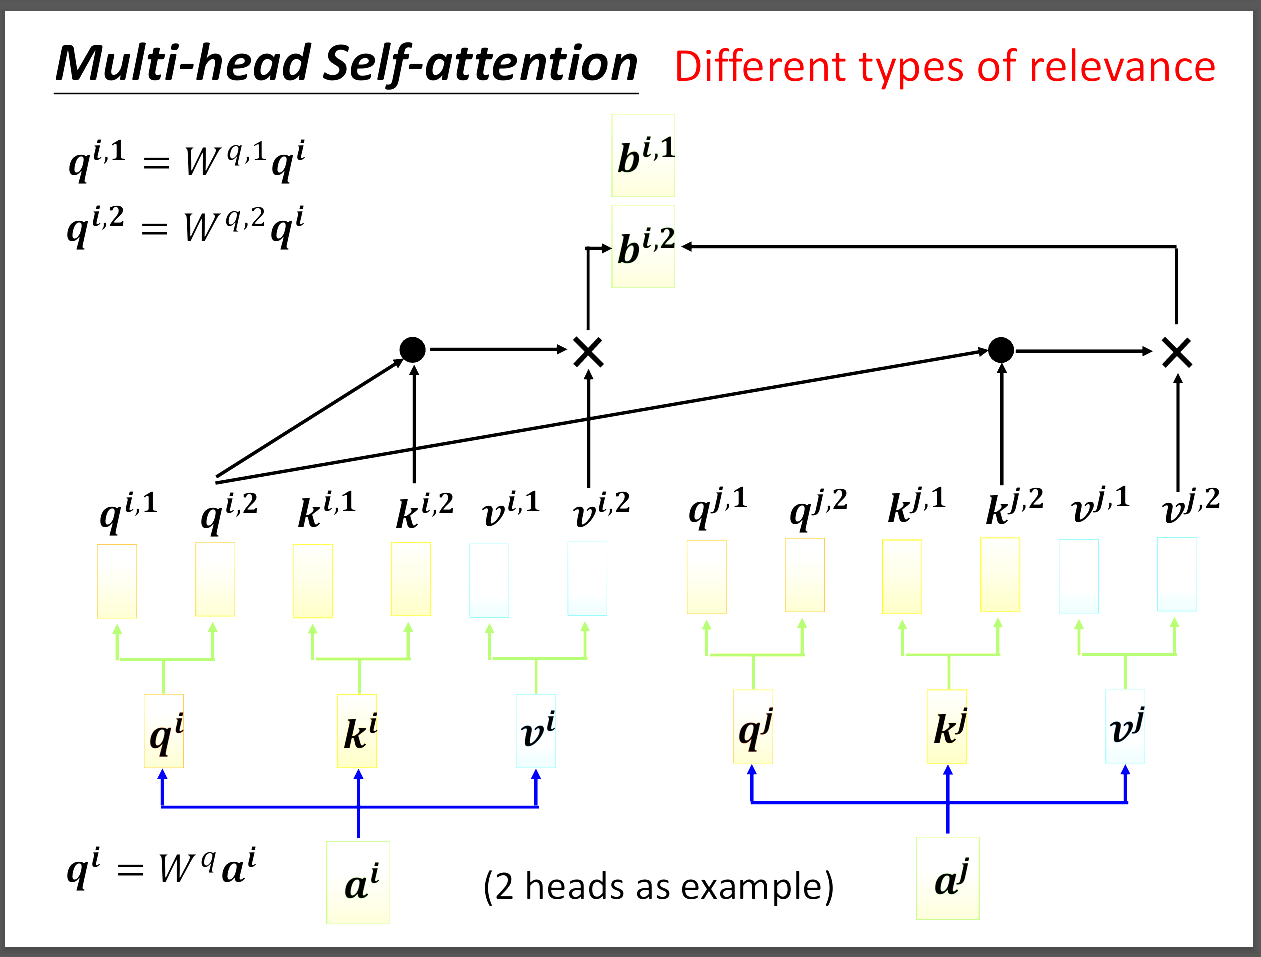 Multi-head Self-attention Different types of relevance
q^{i,1} = W^{q,1}q^i
q^{i,2} = W^{q,2}q^i
b^{i,1}
b^{i,2}
q^{i,1} q^{i,2} k^{i,1} k^{i,2} v^{i,1} v^{i,2} q^{j,1} q^{j,2} k^{j,1} k^{j,2} v^{j,1} v^{j,2}
q^i k^i v^i q^j k^j v^j
q^i = W^q a^i
a^i (2 heads as example) a^j